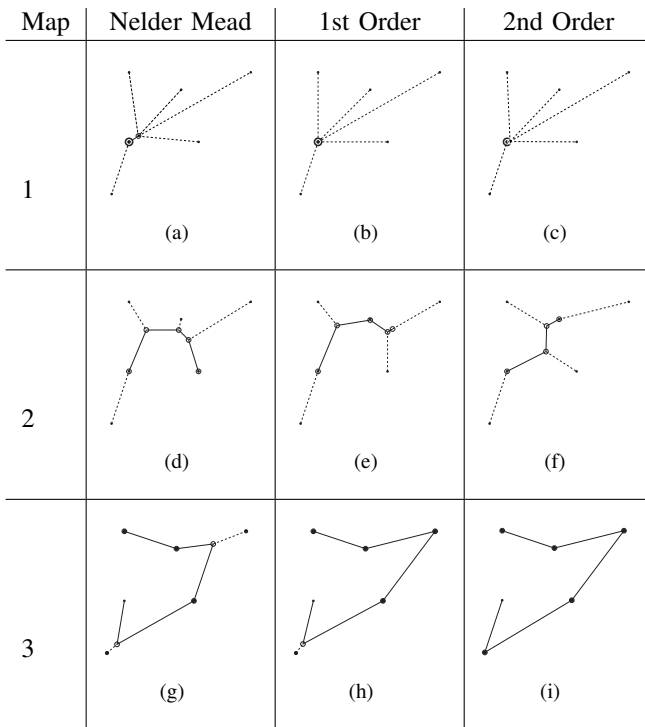 Map Nelder Mead 1st Order 2nd Order
1
(a) (b) (c)
2
(d) (e) (f)
3
(g) (h) (i)